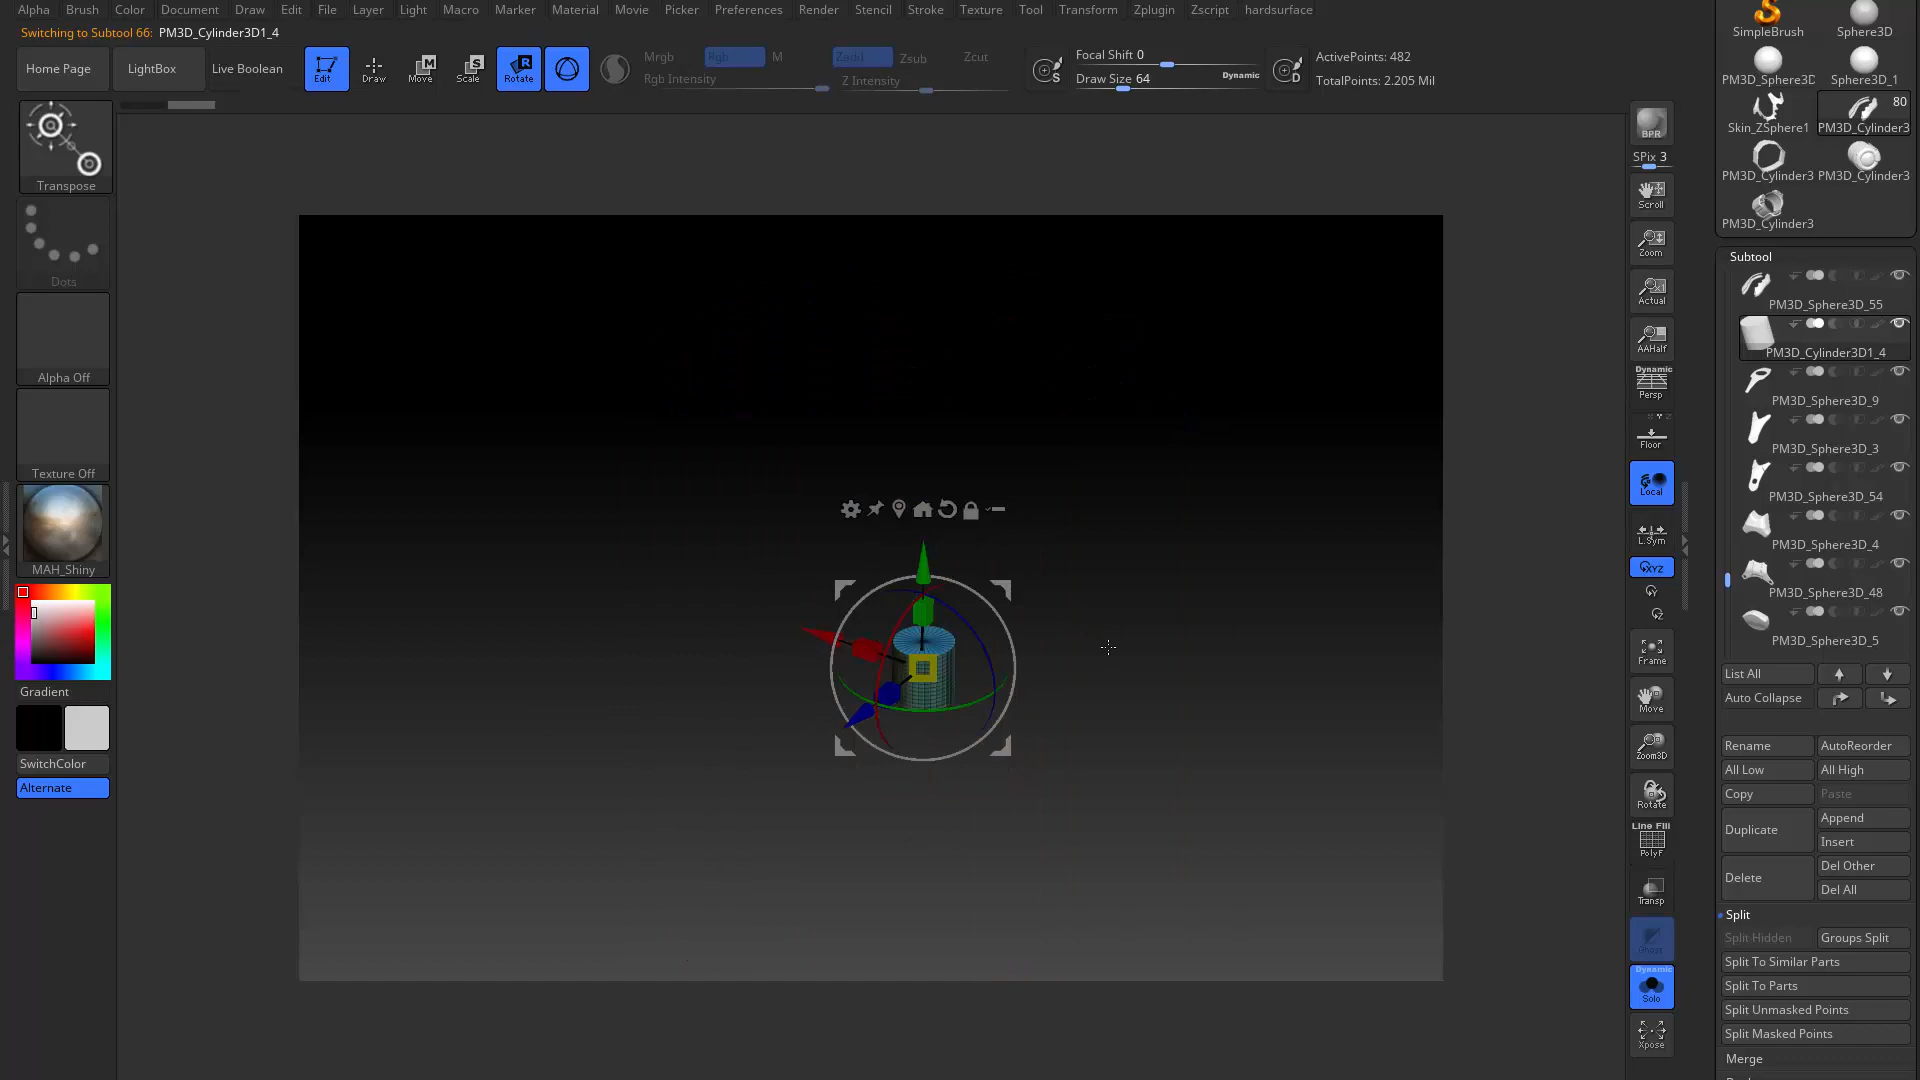 Alpha Brush Color Document Draw Edit File Layer Light Macro Marker Material Movie Picker Preferences Render Stencil Stroke Texture Tool Transform Zplugin Zscript hardsurface
Switching to Subtool 66: PM3D_Cylinder3D1_4
Home Page
LightBox
Live Boolean
Edit
Draw
Move
Scale
Rotate
Mrgb
Rgb
M
Rgb Intensity
Zadd
Zsub
Zcut
Z Intensity
Focal Shift 0
Draw Size 64
Dynamic
ActivePoints: 482
TotalPoints: 2.205 Mil
Transpose
Dots
Alpha Off
Texture Off
MAH_Shiny
Gradient
SwitchColor
Alternate
BPR
SPix 3
Scroll
Zoom
Actual
AAHalf
Dynamic
Persp
Floor
Local
L.Sym
XYZ
Frame
Move
Zoom3D
Rotate
Line Fill
PolyF
Transp
Ghost
Dynamic
Solo
Xpose
SimpleBrush
Sphere3D
PM3D_Sphere3D
Sphere3D_1
80
Skin_ZSphere1
PM3D_Cylinder3
PM3D_Cylinder3
PM3D_Cylinder3
PM3D_Cylinder3
Subtool
PM3D_Sphere3D_55
PM3D_Cylinder3D1_4
PM3D_Sphere3D_9
PM3D_Sphere3D_3
PM3D_Sphere3D_54
PM3D_Sphere3D_4
PM3D_Sphere3D_48
PM3D_Sphere3D_5
List All
Auto Collapse
Rename
AutoReorder
All Low
All High
Copy
Paste
Duplicate
Append
Insert
Delete
Del Other
Del All
Split
Split Hidden
Groups Split
Split To Similar Parts
Split To Parts
Split Unmasked Points
Split Masked Points
Merge